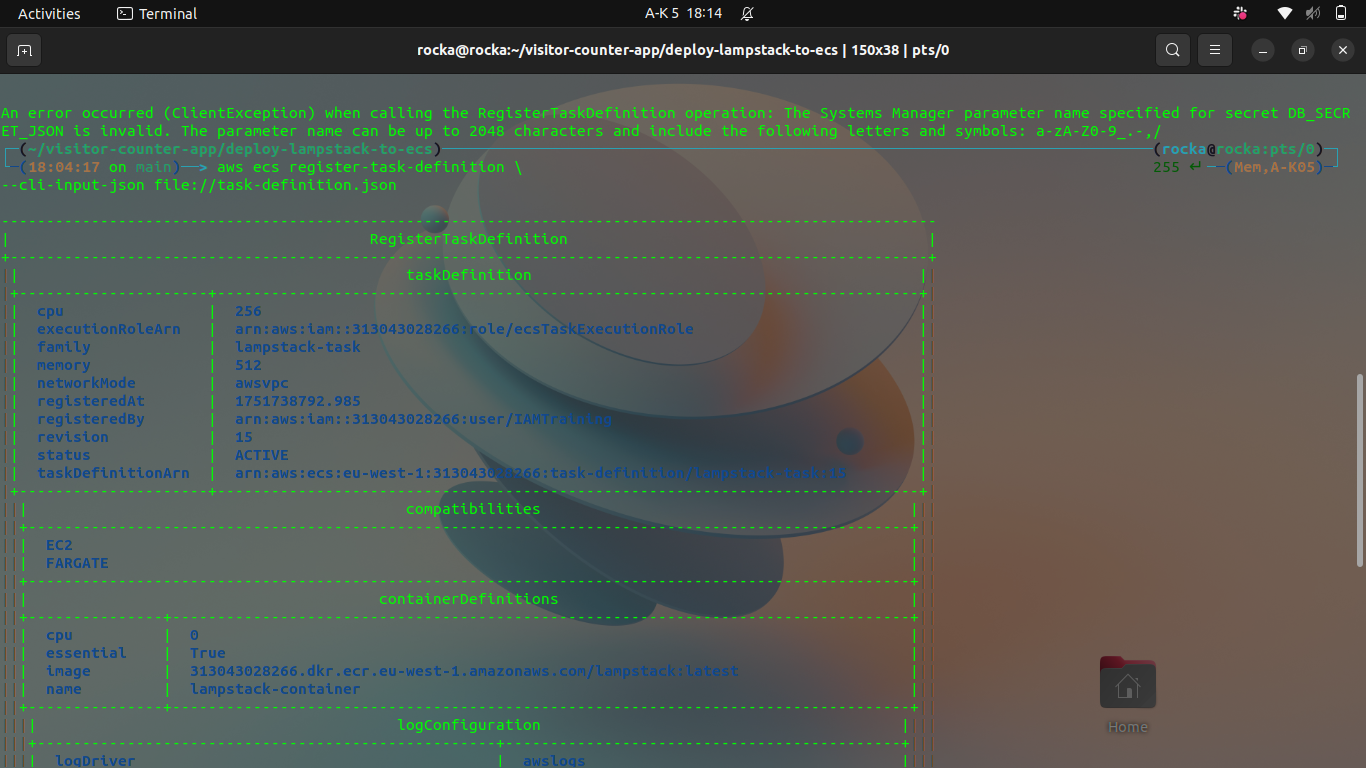 Activities Terminal A-K 5 18:14
rocka@rocka:~/visitor-counter-app/deploy-lampstack-to-ecs | 150x38 | pts/0
An error occurred (ClientException) when calling the RegisterTaskDefinition operation: The Systems Manager parameter name specified for secret DB_SECR
ET_JSON is invalid. The parameter name can be up to 2048 characters and include the following letters and symbols: a-zA-Z0-9_.-,/
(~/visitor-counter-app/deploy-lampstack-to-ecs) (rocka@rocka:pts/0)
(18:04:17 on main)──> aws ecs register-task-definition \ 255 ↵ (Mem,A-K05)
--cli-input-json file://task-definition.json
RegisterTaskDefinition
taskDefinition
cpu | 256
executionRoleArn | arn:aws:iam::313043028266:role/ecsTaskExecutionRole
family | lampstack-task
memory | 512
networkMode | awsvpc
registeredAt | 1751738792.985
registeredBy | arn:aws:iam::313043028266:user/IAMTraining
revision | 15
status | ACTIVE
taskDefinitionArn | arn:aws:ecs:eu-west-1:313043028266:task-definition/lampstack-task:15
compatibilities
EC2
FARGATE
containerDefinitions
cpu | 0
essential | True
image | 313043028266.dkr.ecr.eu-west-1.amazonaws.com/lampstack:latest
name | lampstack-container
logConfiguration
logDriver | awslogs
Home